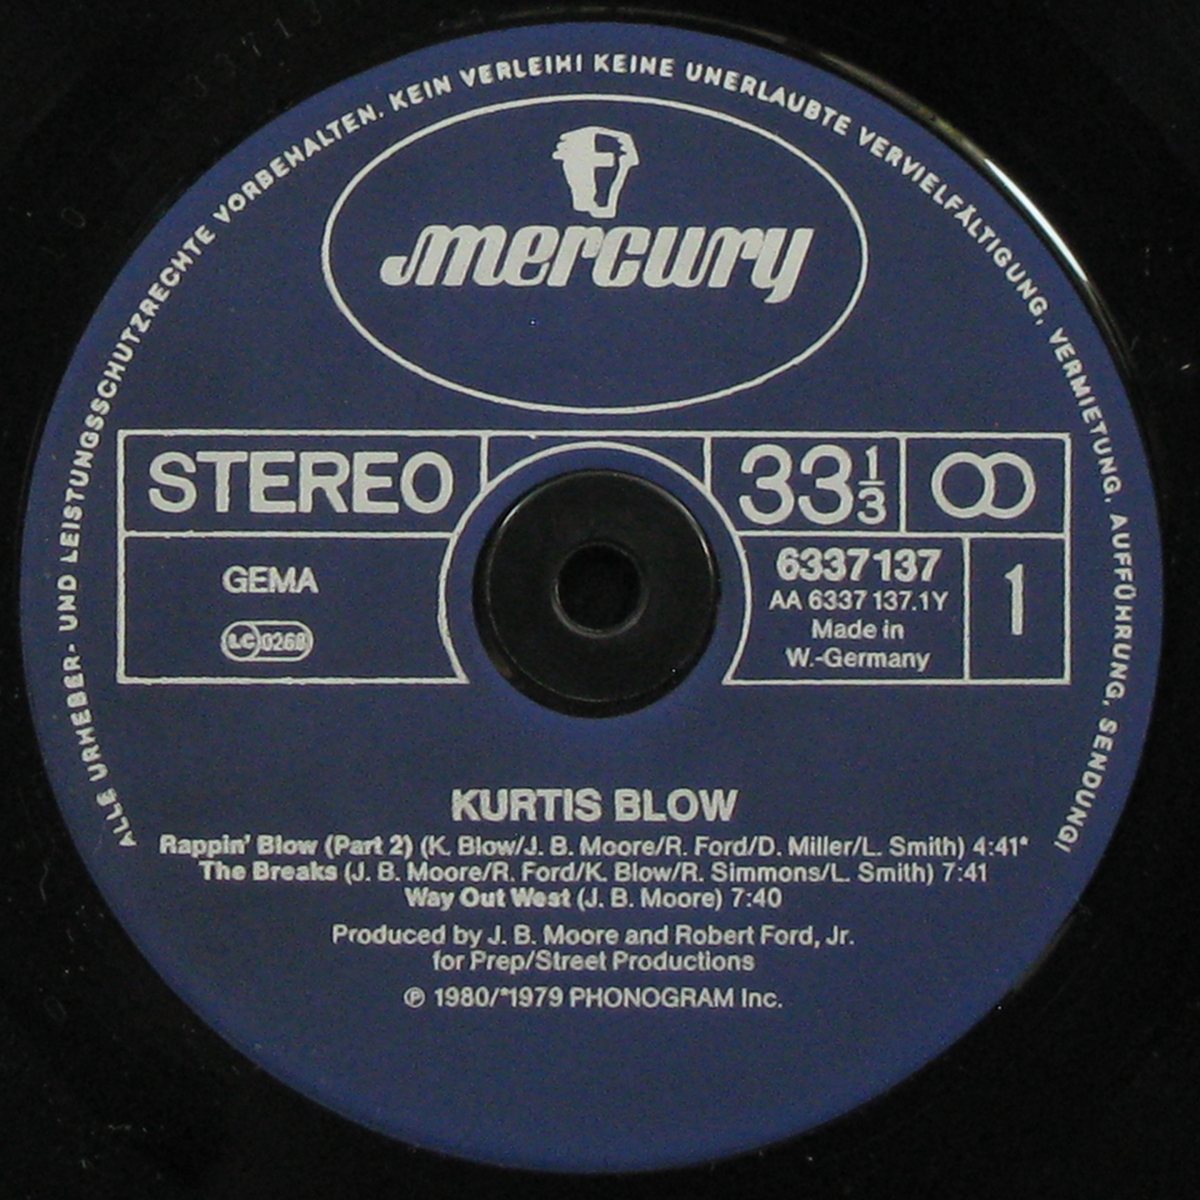 ALLE URHEBER- UND LEISTUNGSSCHUTZRECHTE VORBEHALTEN. KEIN VERLEIH! KEINE UNERLAUBTE VERVIELFÄLTIGUNG, VERMIETUNG, AUFFÜHRUNG, SENDUNG!
mercury
STEREO
33 1/3
GEMA
LC 0268
6337137
AA 6337 137.1Y
Made in
W.-Germany
1
KURTIS BLOW
Rappin' Blow (Part 2) (K. Blow/J. B. Moore/R. Ford/D. Miller/L. Smith) 4:41*
The Breaks (J. B. Moore/R. Ford/K. Blow/R. Simmons/L. Smith) 7:41
Way Out West (J. B. Moore) 7:40
Produced by J. B. Moore and Robert Ford, Jr.
for Prep/Street Productions
℗ 1980/*1979 PHONOGRAM Inc.